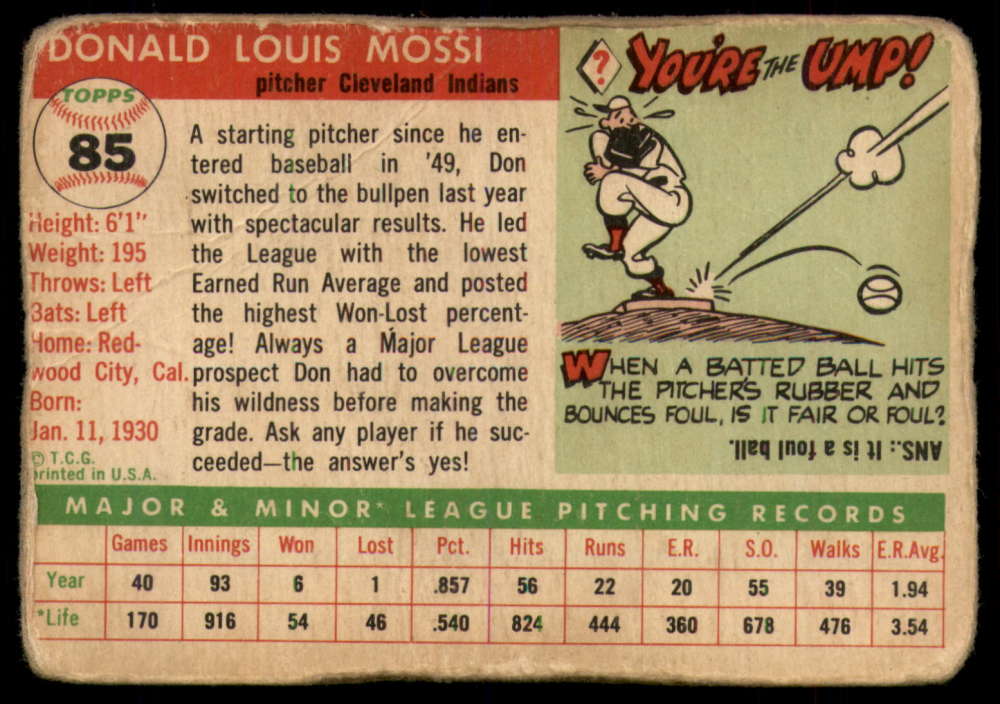 DONALD LOUIS MOSSI
pitcher Cleveland Indians
TOPPS
85
Height: 6'1"
Weight: 195
Throws: Left
Bats: Left
Home: Red-
wood City, Cal.
Born:
Jan. 11, 1930
© T.C.G.
printed in U.S.A.
A starting pitcher since he en-
tered baseball in '49, Don
switched to the bullpen last year
with spectacular results. He led
the League with the lowest
Earned Run Average and posted
the highest Won-Lost percent-
age! Always a Major League
prospect Don had to overcome
his wildness before making the
grade. Ask any player if he suc-
ceeded—the answer's yes!
? YOU'RE THE UMP!
WHEN A BATTED BALL HITS
THE PITCHER'S RUBBER AND
BOUNCES FOUL, IS IT FAIR OR FOUL?
ANS.: It is a foul ball.
MAJOR & MINOR* LEAGUE PITCHING RECORDS
Games Innings Won Lost Pct. Hits Runs E.R. S.O. Walks E.R.Avg.
Year 40 93 6 1 .857 56 22 20 55 39 1.94
*Life 170 916 54 46 .540 824 444 360 678 476 3.54